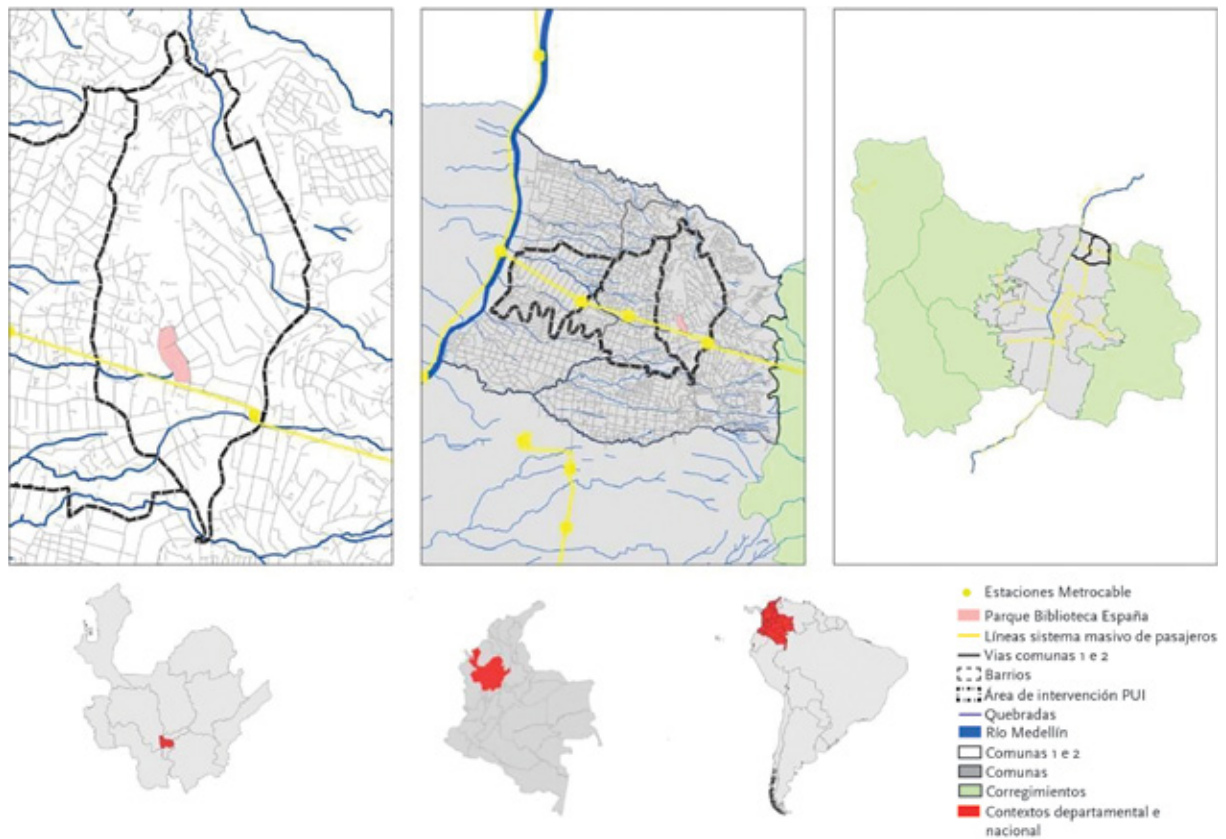 Estaciones Metrocable
Parque Biblioteca España
Líneas sistema masivo de pasajeros
Vias comunas 1 e 2
Barrios
Área de intervención PUI
Quebradas
Río Medellín
Comunas 1 e 2
Comunas
Corregimientos
Contextos departamental e
nacional